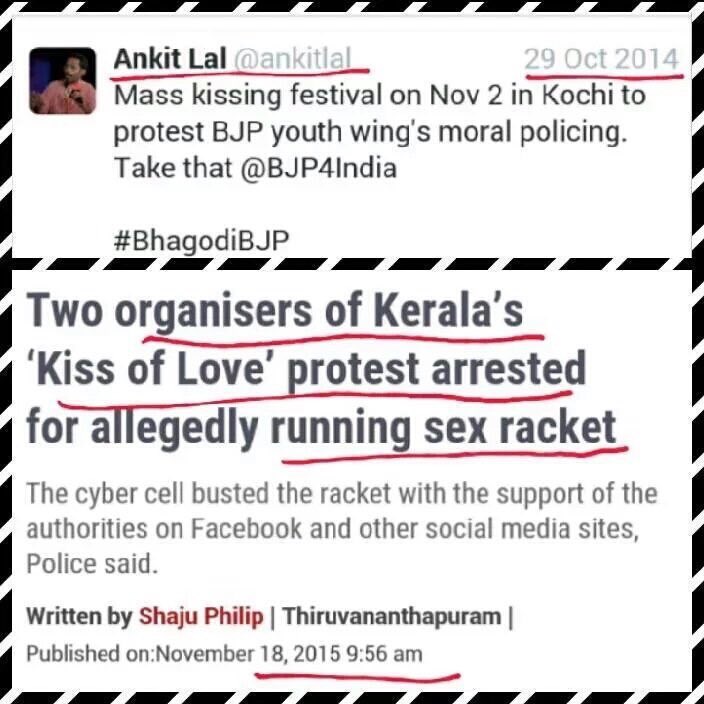 Ankit Lal @ankitlal 29 Oct 2014
Mass kissing festival on Nov 2 in Kochi to
protest BJP youth wing's moral policing.
Take that @BJP4India
#BhagodiBJP
Two organisers of Kerala's
'Kiss of Love' protest arrested
for allegedly running sex racket
The cyber cell busted the racket with the support of the
authorities on Facebook and other social media sites,
Police said.
Written by Shaju Philip | Thiruvananthapuram |
Published on:November 18, 2015 9:56 am